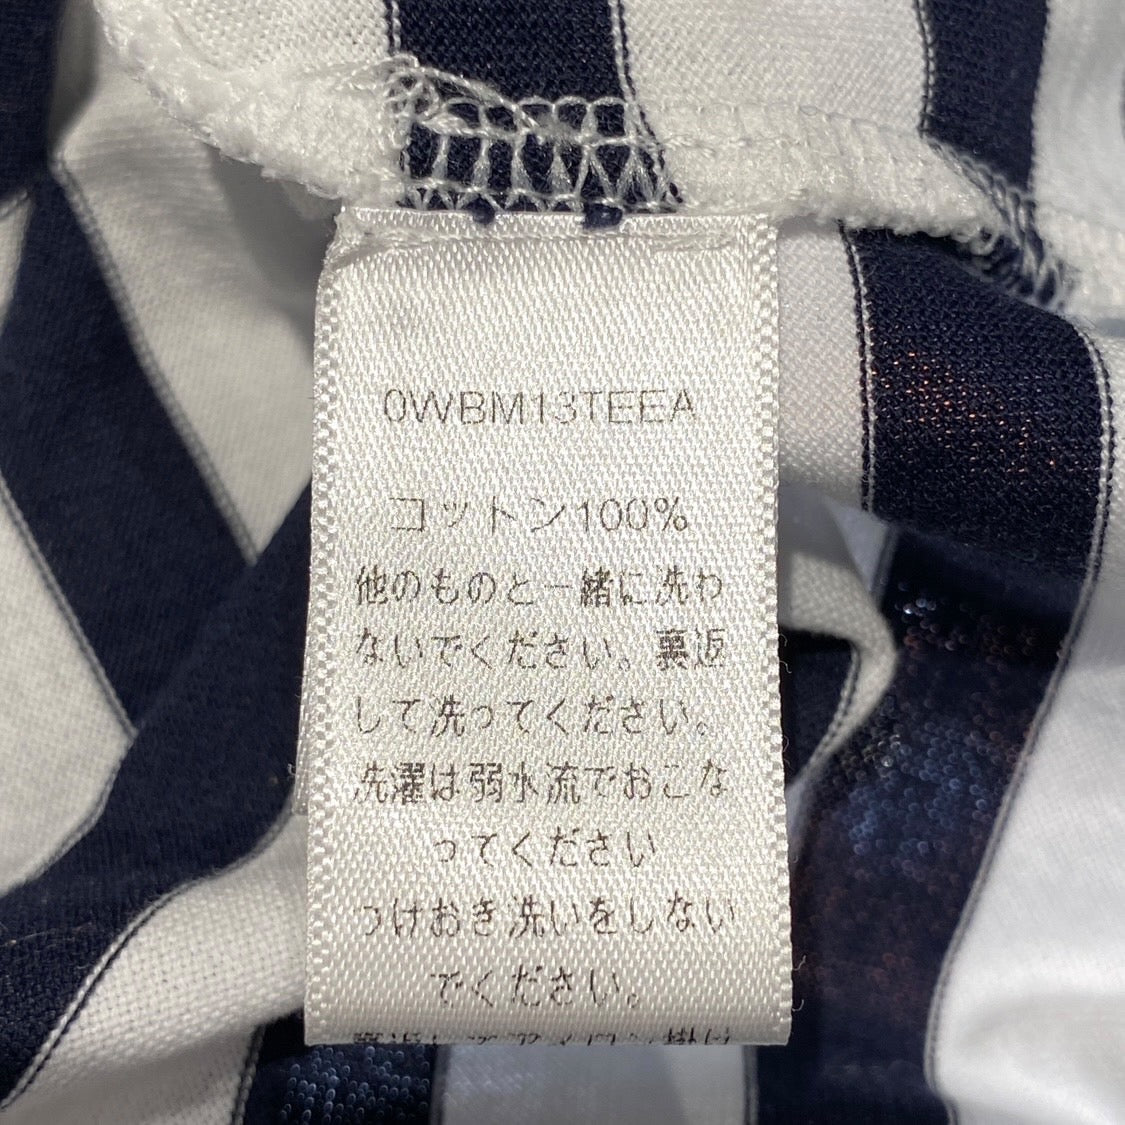 0WBM13TEEA
コットン100%
他のものと一緒に洗わ
ないでください。裏返
して洗ってください。
洗濯は弱水流でおこな
ってください
つけおき洗いをしない
でください。